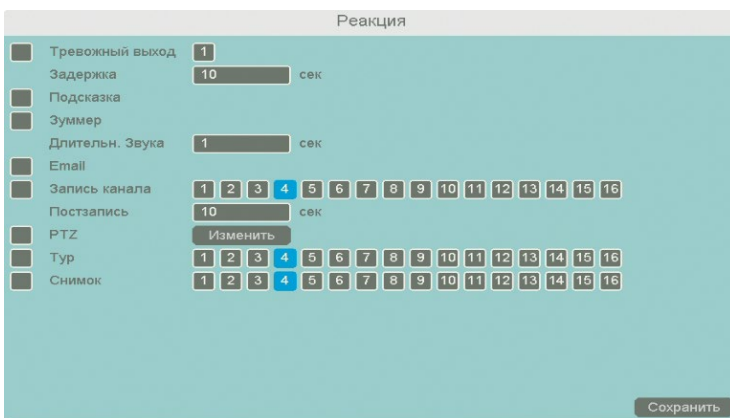 Реакция
Тревожный выход 1
Задержка 10 сек
Подсказка
Зуммер
Длительн. Звука 1 сек
Email
Запись канала 1 2 3 4 5 6 7 8 9 10 11 12 13 14 15 16
Постзапись 10 сек
PTZ Изменить
Тур 1 2 3 4 5 6 7 8 9 10 11 12 13 14 15 16
Снимок 1 2 3 4 5 6 7 8 9 10 11 12 13 14 15 16
Сохранить